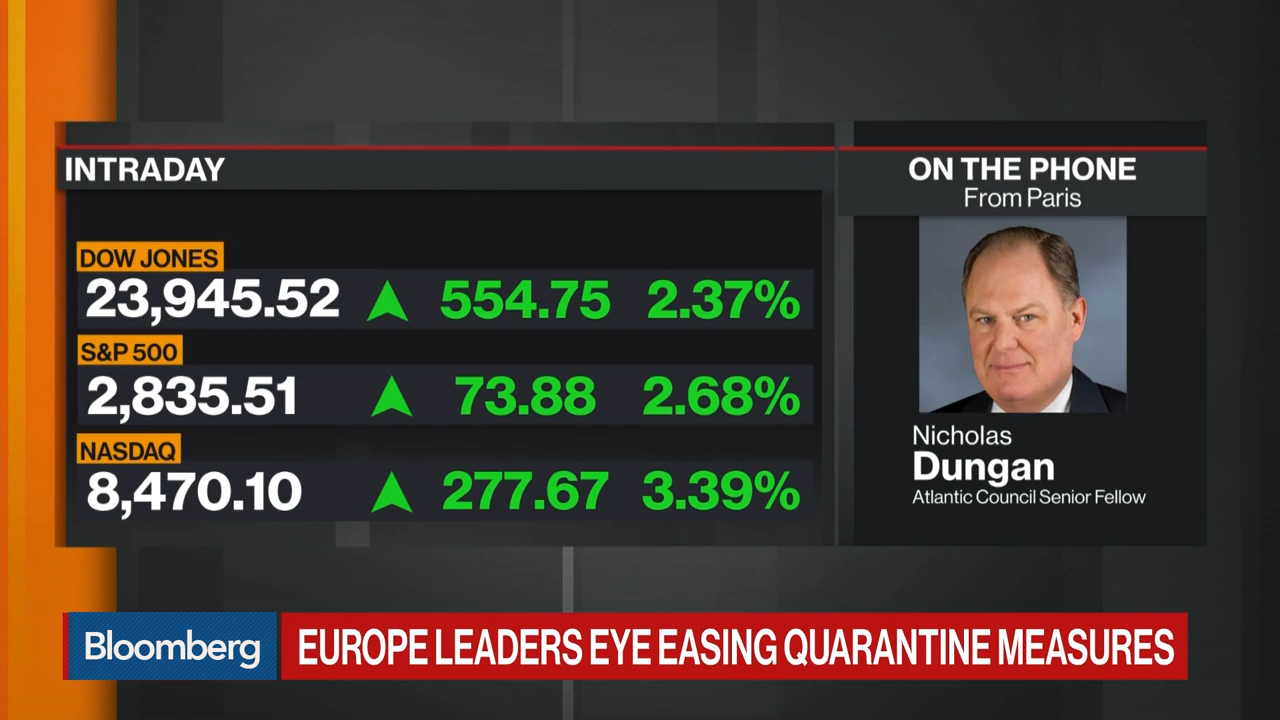 INTRADAY
DOW JONES
23,945.52 ▲ 554.75 2.37%
S&P 500
2,835.51 ▲ 73.88 2.68%
NASDAQ
8,470.10 ▲ 277.67 3.39%
ON THE PHONE
From Paris
Nicholas
Dungan
Atlantic Council Senior Fellow
Bloomberg
EUROPE LEADERS EYE EASING QUARANTINE MEASURES